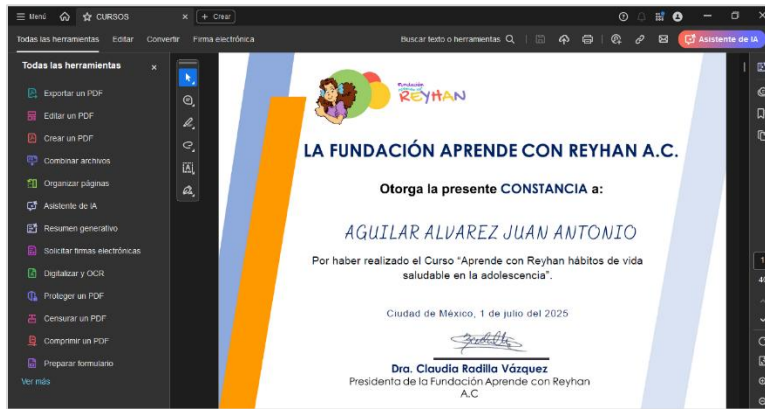 Menú
CURSOS
×
+ Crear
Todas las herramientas
Editar
Convertir
Firma electrónica
Buscar texto o herramientas
Asistente de IA
Todas las herramientas
×
Exportar un PDF
Editar un PDF
Crear un PDF
Combinar archivos
Organizar páginas
Asistente de IA
Resumen generativo
Solicitar firmas electrónicas
Digitalizar y OCR
Proteger un PDF
Censurar un PDF
Comprimir un PDF
Preparar formulario
Ver más
Fundación
REYHAN
LA FUNDACIÓN APRENDE CON REYHAN A.C.
Otorga la presente CONSTANCIA a:
AGUILAR ALVAREZ JUAN ANTONIO
Por haber realizado el Curso "Aprende con Reyhan hábitos de vida
saludable en la adolescencia".
Ciudad de México, 1 de julio del 2025
Dra. Claudia Radilla Vázquez
Presidenta de la Fundación Aprende con Reyhan
A.C
1